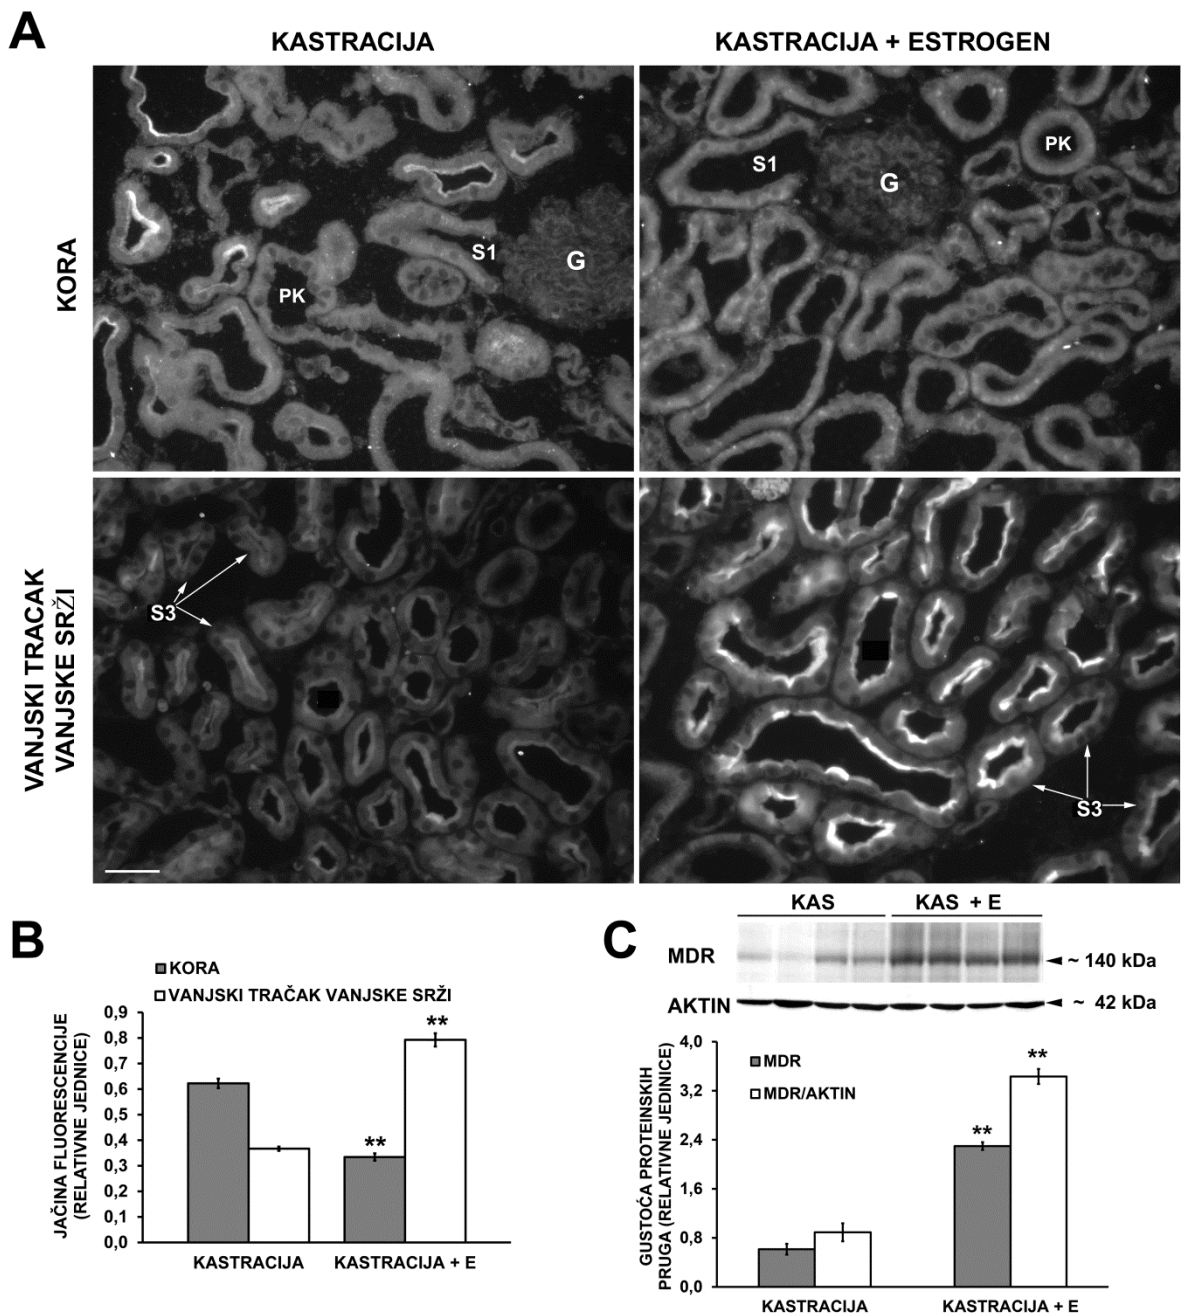 A
KASTRACIJA
KASTRACIJA + ESTROGEN
KORA
S1
G
PK
S1
G
PK
VANJSKI TRACAK
VANJSKE SRŽI
S3
S3
B
KORA
VANJSKI TRAČAK VANJSKE SRŽI
JAČINA FLUORESCENCIJE
(RELATIVNE JEDNICE)
0,9
0,8
0,7
0,6
0,5
0,4
0,3
0,2
0,1
0,0
**
**
KASTRACIJA
KASTRACIJA + E
C
KAS
KAS + E
MDR
~ 140 kDa
AKTIN
~ 42 kDa
GUSTOĆA PROTEINSKIH
PRUGA (RELATIVNE JEDINICE)
4,0
3,2
2,4
1,6
0,8
0,0
MDR
MDR/AKTIN
**
**
KASTRACIJA
KASTRACIJA + E